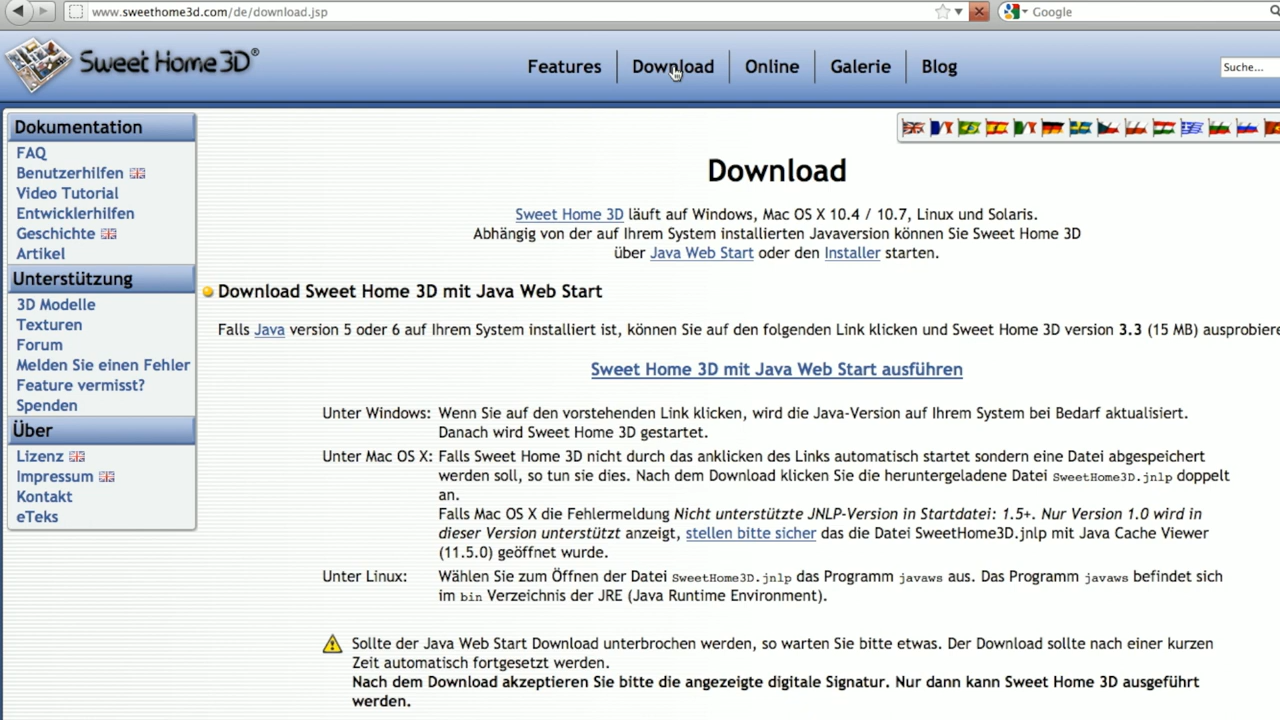 www.sweethome3d.com/de/download.jsp
Google
Sweet Home 3D®
Features
Download
Online
Galerie
Blog
Suche...
Dokumentation
FAQ
Benutzerhilfen
Video Tutorial
Entwicklerhilfen
Geschichte
Artikel
Unterstützung
3D Modelle
Texturen
Forum
Melden Sie einen Fehler
Feature vermisst?
Spenden
Über
Lizenz
Impressum
Kontakt
eTeks
Download
Sweet Home 3D läuft auf Windows, Mac OS X 10.4 / 10.7, Linux und Solaris.
Abhängig von der auf Ihrem System installierten Javaversion können Sie Sweet Home 3D
über Java Web Start oder den Installer starten.
Download Sweet Home 3D mit Java Web Start
Falls Java version 5 oder 6 auf Ihrem System installiert ist, können Sie auf den folgenden Link klicken und Sweet Home 3D version 3.3 (15 MB) ausprobiere
Sweet Home 3D mit Java Web Start ausführen
Unter Windows: Wenn Sie auf den vorstehenden Link klicken, wird die Java-Version auf Ihrem System bei Bedarf aktualisiert.
Danach wird Sweet Home 3D gestartet.
Unter Mac OS X: Falls Sweet Home 3D nicht durch das anklicken des Links automatisch startet sondern eine Datei abgespeichert
werden soll, so tun sie dies. Nach dem Download klicken Sie die heruntergeladene Datei SweetHome3D.jnlp doppelt
an.
Falls Mac OS X die Fehlermeldung Nicht unterstützte JNLP-Version in Startdatei: 1.5+. Nur Version 1.0 wird in
dieser Version unterstützt anzeigt, stellen bitte sicher das die Datei SweetHome3D.jnlp mit Java Cache Viewer
(11.5.0) geöffnet wurde.
Unter Linux: Wählen Sie zum Öffnen der Datei SweetHome3D.jnlp das Programm javaws aus. Das Programm javaws befindet sich
im bin Verzeichnis der JRE (Java Runtime Environment).
Sollte der Java Web Start Download unterbrochen werden, so warten Sie bitte etwas. Der Download sollte nach einer kurzen
Zeit automatisch fortgesetzt werden.
Nach dem Download akzeptieren Sie bitte die angezeigte digitale Signatur. Nur dann kann Sweet Home 3D ausgeführt
werden.